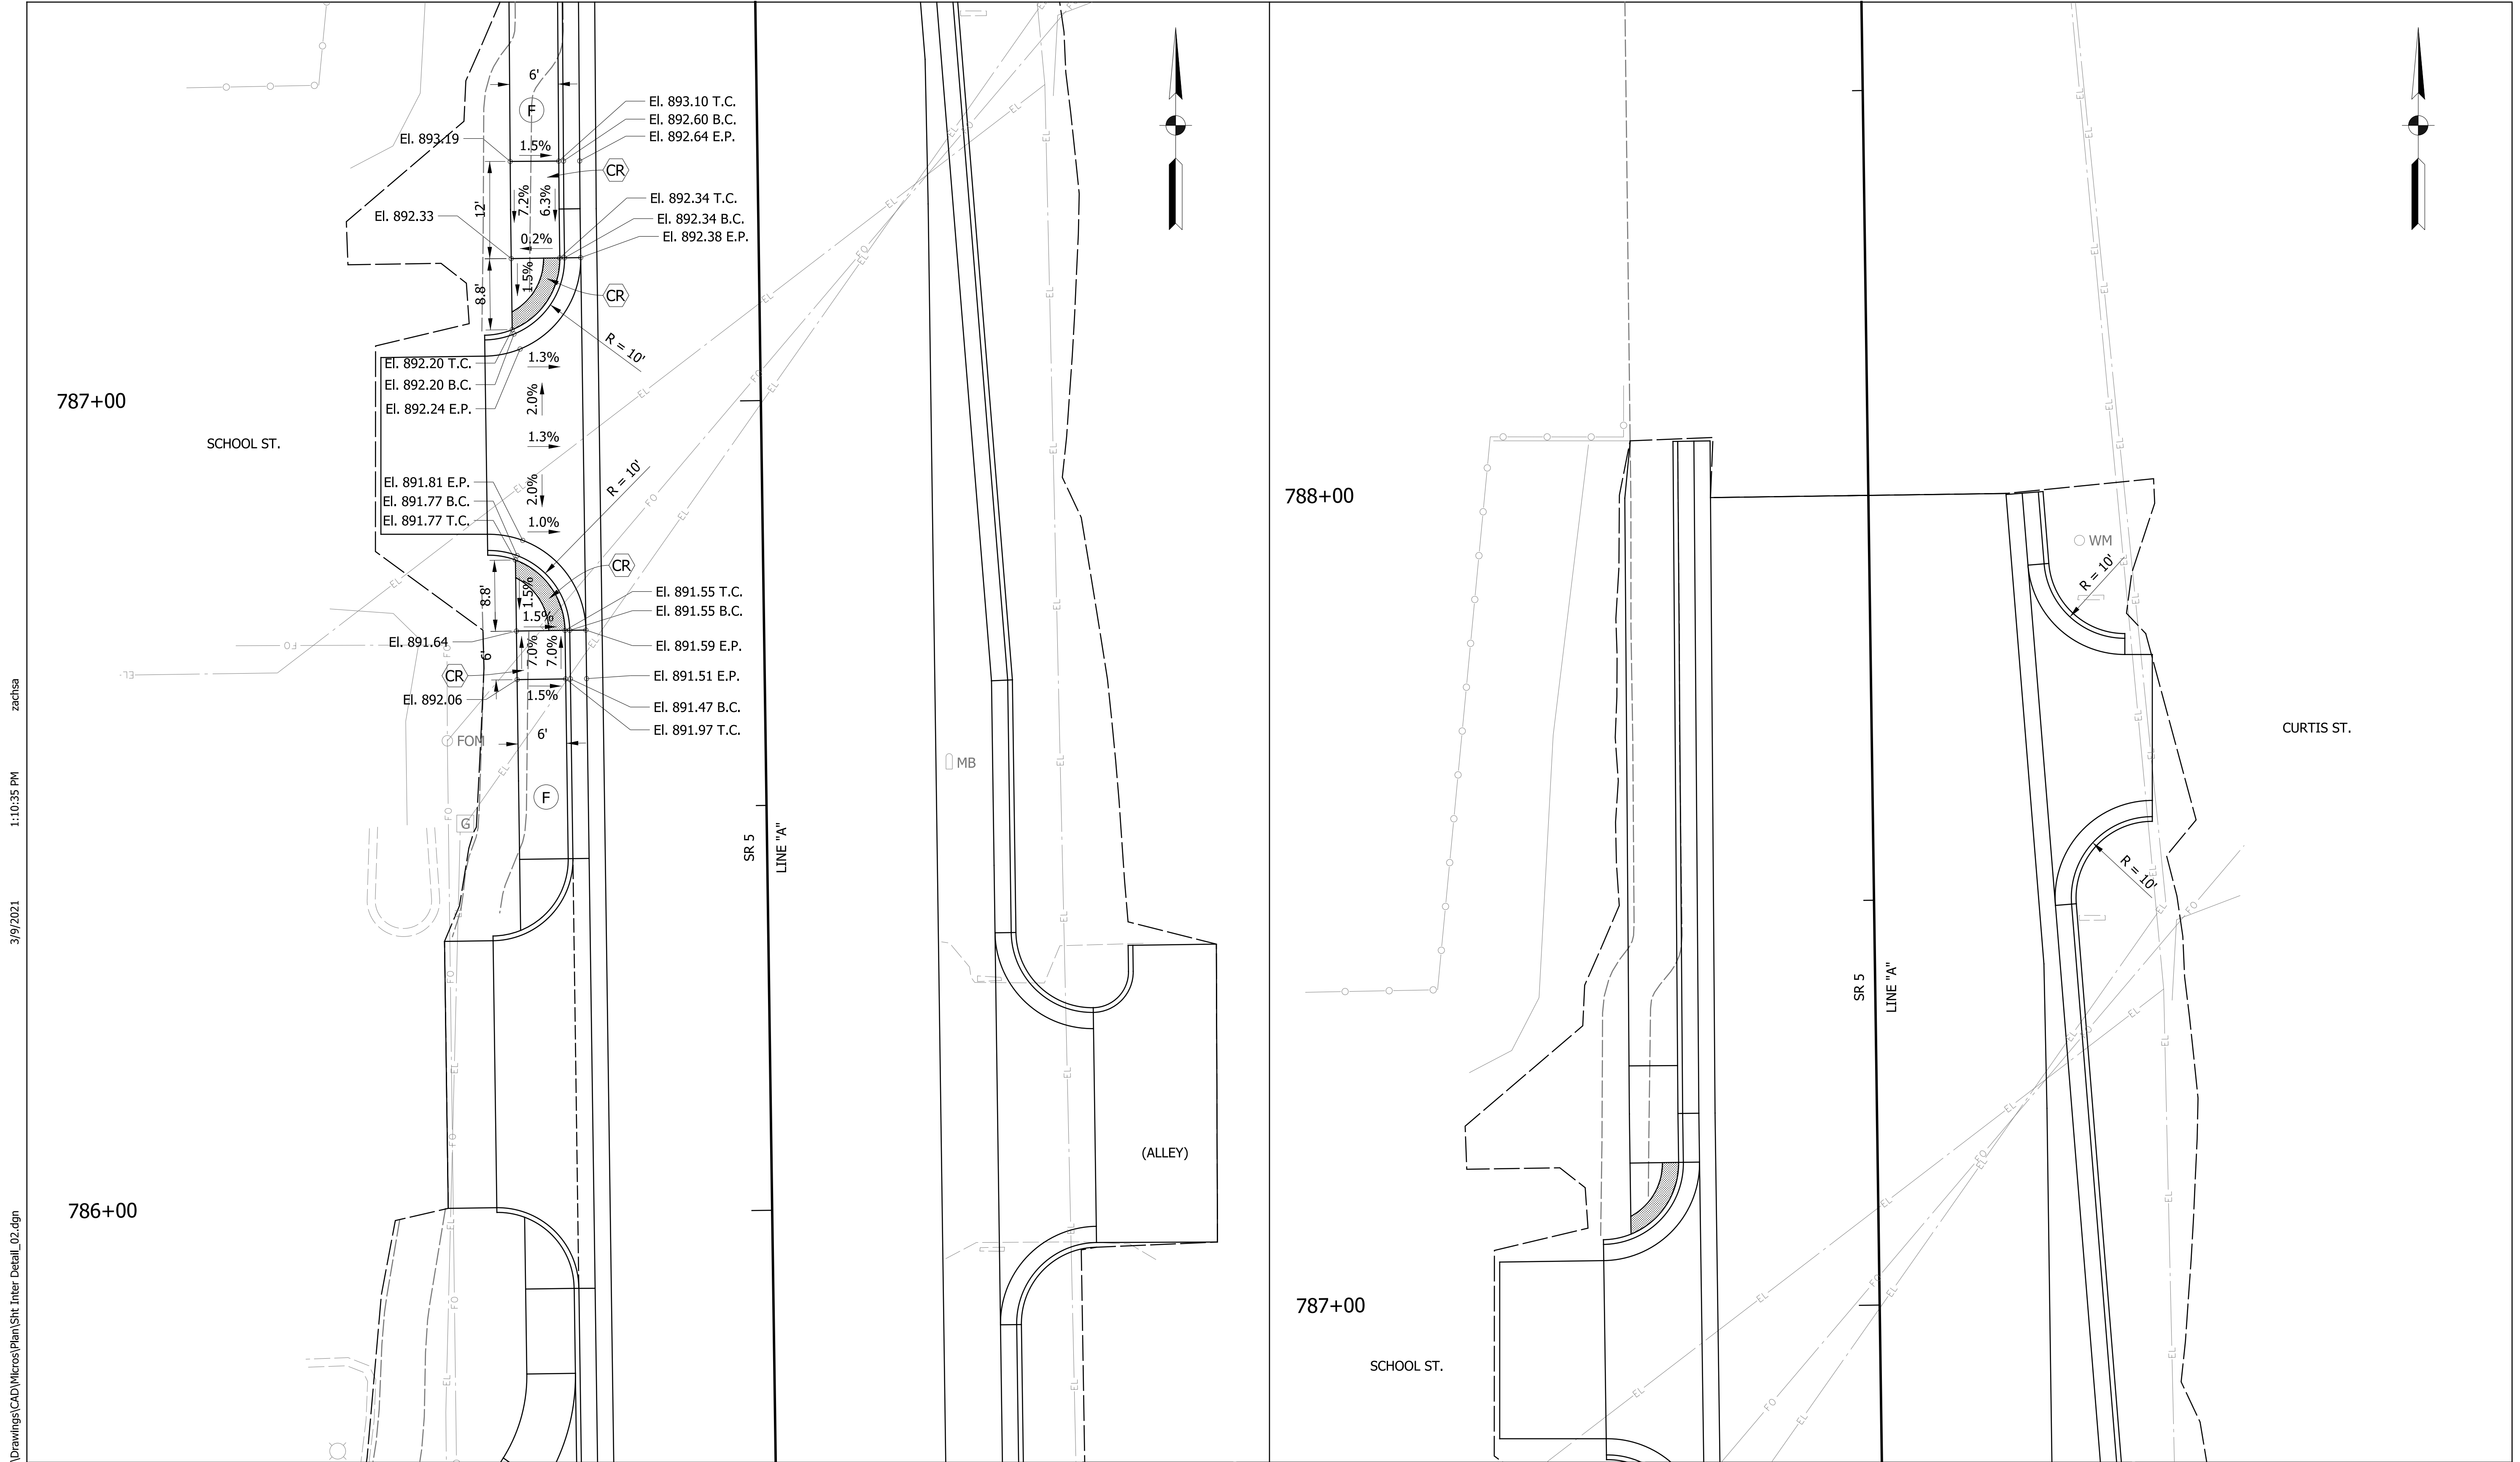 6'
F
El. 893.10 T.C.
El. 892.60 B.C.
El. 892.64 E.P.
El. 893.19
1.5%
CR
12'
7.2%
6.3%
El. 892.34 T.C.
El. 892.34 B.C.
El. 892.38 E.P.
El. 892.33
0.2%
8.8'
1.5%
CR
R = 10'
El. 892.20 T.C.
El. 892.20 B.C.
El. 892.24 E.P.
1.3%
2.0%
787+00
SCHOOL ST.
1.3%
R = 10'
El. 891.81 E.P.
El. 891.77 B.C.
El. 891.77 T.C.
2.0%
1.0%
CR
8.8'
1.5%
1.5%
El. 891.55 T.C.
El. 891.55 B.C.
El. 891.59 E.P.
El. 891.64
6'
7.0%
7.0%
CR
El. 891.51 E.P.
El. 892.06
1.5%
El. 891.47 B.C.
El. 891.97 T.C.
6'
FOM
F
G
MB
SR 5
LINE "A"
(ALLEY)
786+00
EL
FO
788+00
WM
R = 10'
CURTIS ST.
R = 10'
SR 5
LINE "A"
787+00
SCHOOL ST.
EL
FO
zachsa
1:10:35 PM
3/9/2021
\Drawings\CAD\Micros\Plan\Sht Inter Detail_02.dgn